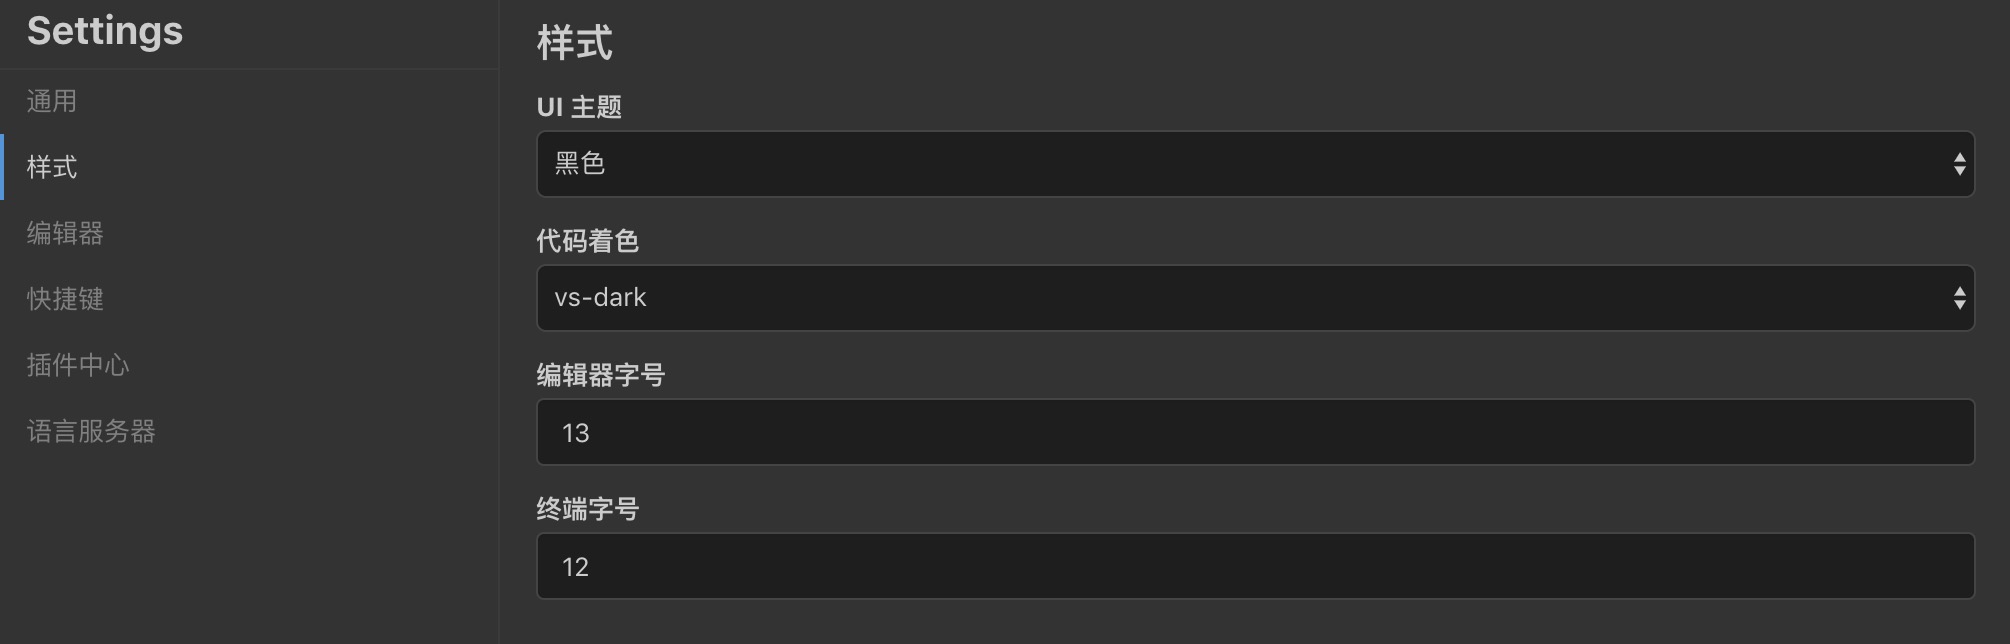 Settings
通用
样式
编辑器
快捷键
插件中心
语言服务器
样式
UI 主题
黑色
代码着色
vs-dark
编辑器字号
13
终端字号
12